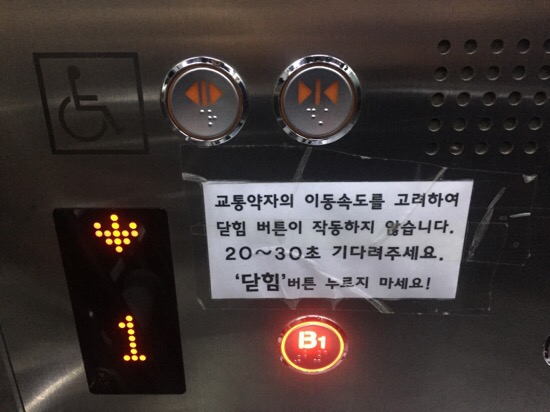 교통약자의 이동속도를 고려하여
닫힘 버튼이 작동하지 않습니다.
20~30초 기다려주세요.
'닫힘'버튼 누르지 마세요!
1
B1